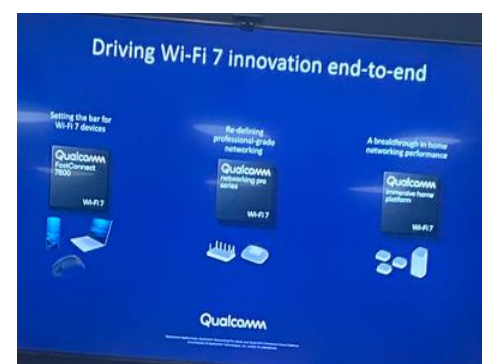 Driving Wi-Fi 7 innovation end-to-end
Setting the bar for
Wi-Fi 7 devices
Qualcomm
FastConnect
7800
Wi-Fi 7
Re-defining
professional-grade
networking
Qualcomm
networking pro
series
Wi-Fi 7
A breakthrough in home
networking performance
Qualcomm
immersive home
platform
Wi-Fi 7
Qualcomm